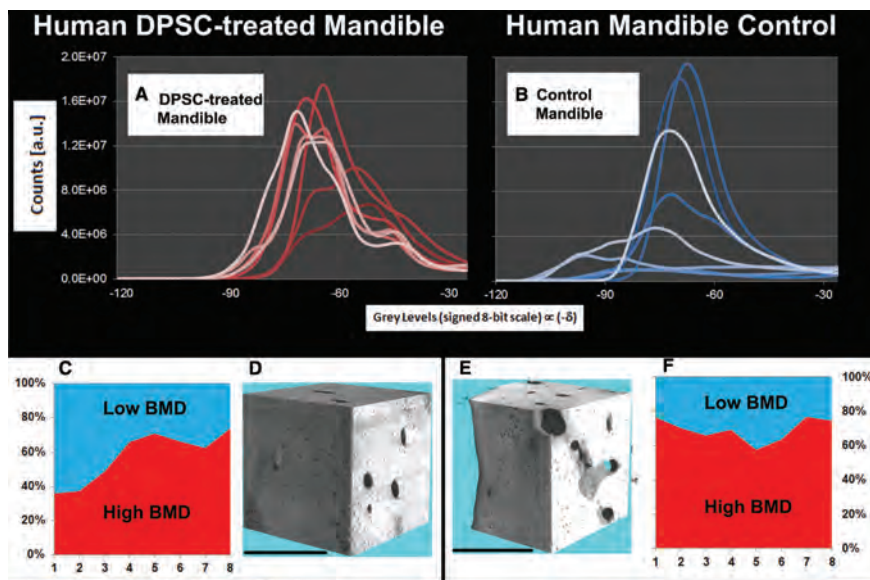 Human DPSC-treated Mandible
Human Mandible Control
2.0E+07
1.6E+07
1.2E+07
8.0E+06
4.0E+06
0.0E+00
Counts [a.u.]
A DPSC-treated
Mandible
B Control
Mandible
-120 -90 -60 -30
-120 -90 -60 -30
Grey Levels (signed 8-bit scale) ∝ (-δ)
C
100%
80%
60%
40%
20%
0%
Low BMD
High BMD
1 2 3 4 5 6 7 8
D
E
F
Low BMD
High BMD
100%
80%
60%
40%
20%
0%
1 2 3 4 5 6 7 8